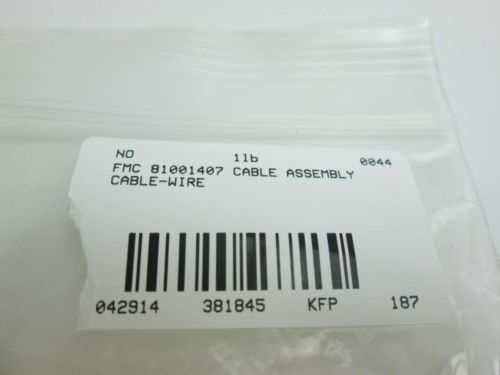 NO 11b 0044
FMC 81001407 CABLE ASSEMBLY
CABLE-WIRE
042914 381845 KFP 187